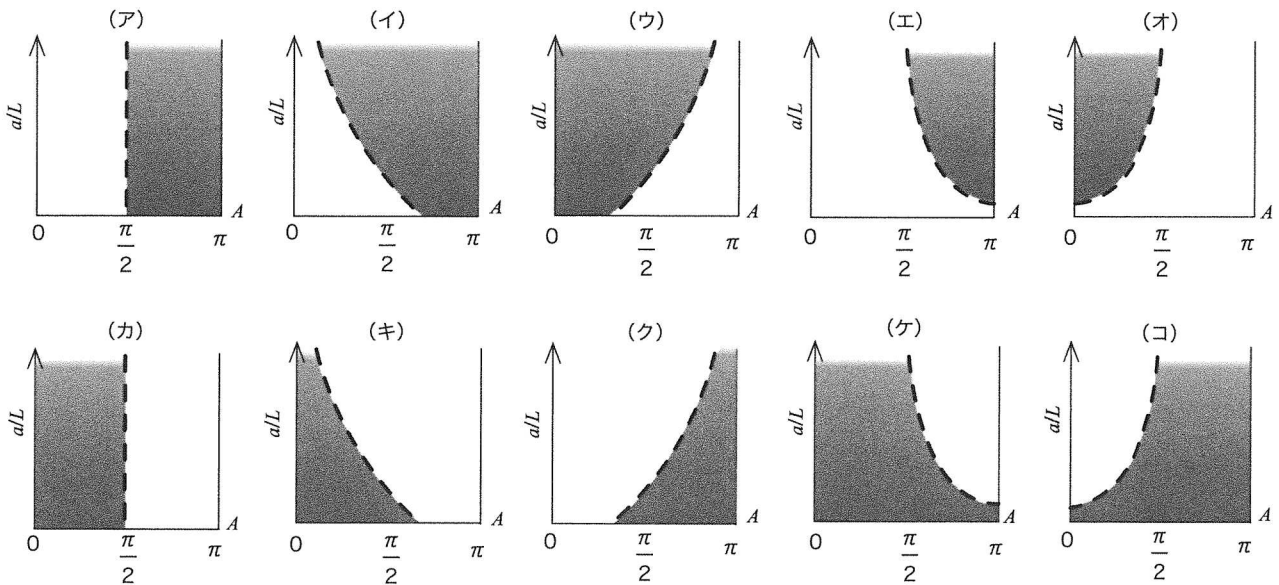 (ア) (イ) (ウ) (エ) (オ)
a/L a/L a/L a/L a/L
A A A A A
0 π/2 π 0 π/2 π 0 π/2 π 0 π/2 π 0 π/2 π
(カ) (キ) (ク) (ケ) (コ)
a/L a/L a/L a/L a/L
A A A A A
0 π/2 π 0 π/2 π 0 π/2 π 0 π/2 π 0 π/2 π